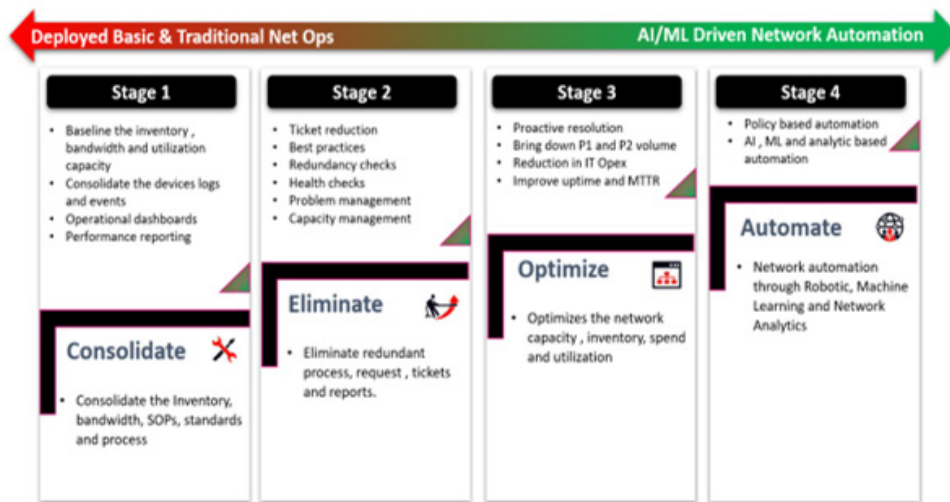 Deployed Basic & Traditional Net Ops
AI/ML Driven Network Automation
Stage 1
• Baseline the inventory ,
bandwidth and utilization
capacity
• Consolidate the devices logs
and events
• Operational dashboards
• Performance reporting
Consolidate
• Consolidate the Inventory,
bandwidth, SOPs, standards
and process
Stage 2
• Ticket reduction
• Best practices
• Redundancy checks
• Health checks
• Problem management
• Capacity management
Eliminate
• Eliminate redundant
process, request , tickets
and reports.
Stage 3
• Proactive resolution
• Bring down P1 and P2 volume
• Reduction in IT Opex
• Improve uptime and MTTR
Optimize
• Optimizes the network
capacity , inventory, spend
and utilization
Stage 4
• Policy based automation
• AI , ML and analytic based
automation
Automate
• Network automation
through Robotic, Machine
Learning and Network
Analytics